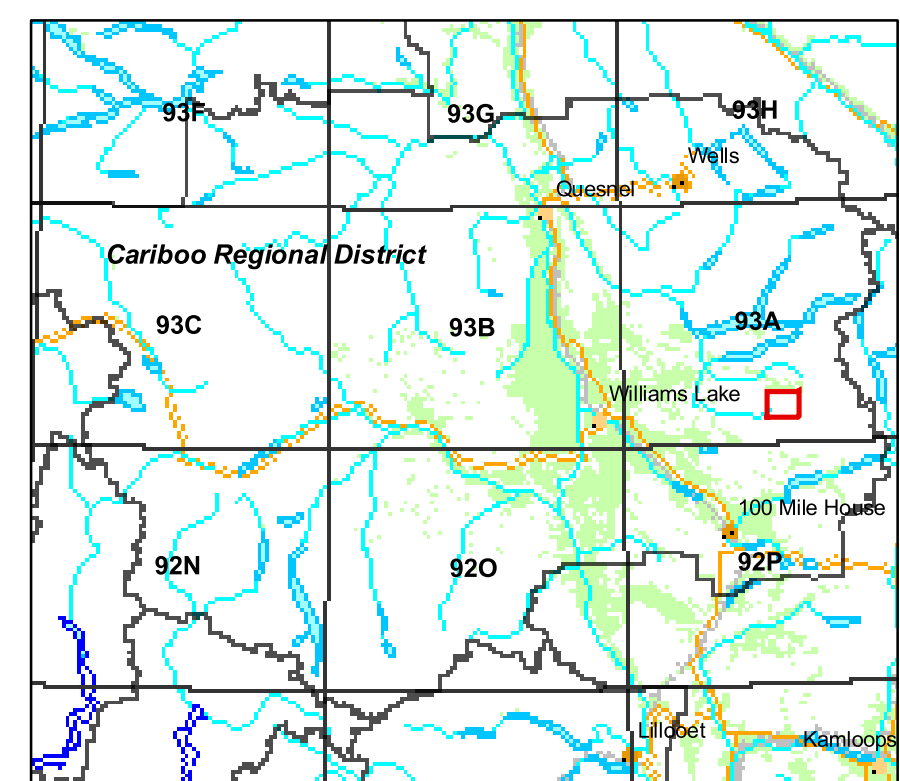 93F
93G
93H
Wells
Quesnel
Cariboo Regional District
93C
93B
93A
Williams Lake
100 Mile House
92N
92O
92P
Lillooet
Kamloops